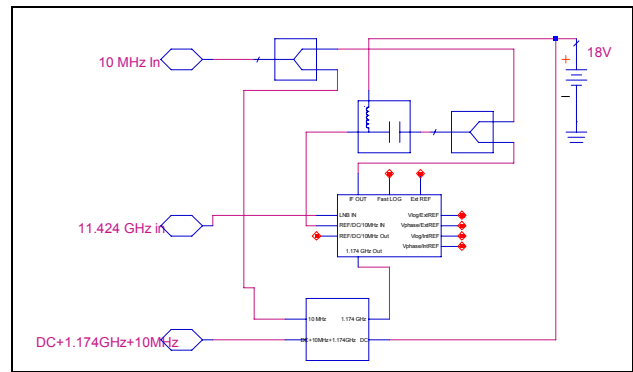 10 MHz In
18V
+
IF OUT Fast LOG Ext REF
LNB IN
Vlog/ExtREF
REF/DC/10MHz IN
Vphase/ExtREF
REF/DC/10MHz Out
Vlog/IntREF
Vphase/IntREF
1.174 GHz Out
11.424 GHz in
10 MHz
1.174 GHz
DC+10MHz+1.174GHz
DC
DC+1.174GHz+10MHz